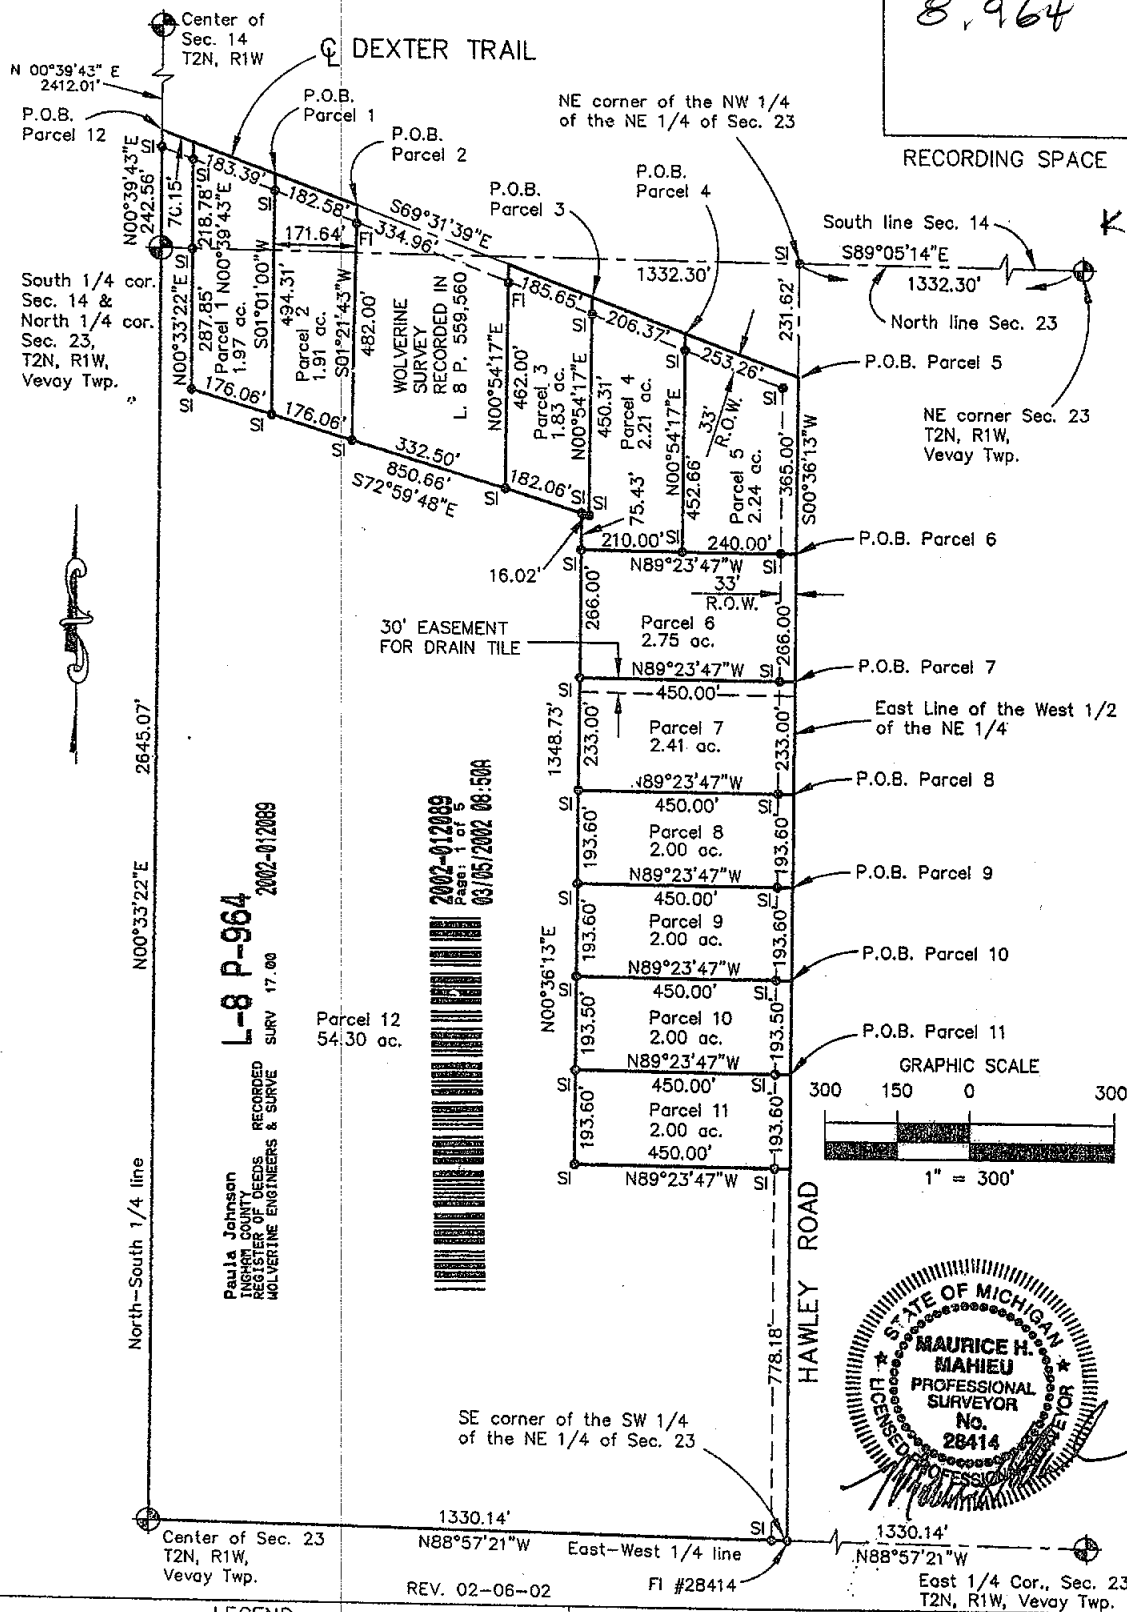 8, 964
RECORDING SPACE
Center of
Sec. 14
T2N, R1W
N 00°39'43" E
2412.01'
℄ DEXTER TRAIL
P.O.B.
Parcel 12
P.O.B.
Parcel 1
P.O.B.
Parcel 2
P.O.B.
Parcel 3
P.O.B.
Parcel 4
NE corner of the NW 1/4
of the NE 1/4 of Sec. 23
South line Sec. 14
S89°05'14"E
1332.30'
North line Sec. 23
P.O.B. Parcel 5
NE corner Sec. 23
T2N, R1W,
Vevay Twp.
K
South 1/4 cor.
Sec. 14 &
North 1/4 cor.
Sec. 23,
T2N, R1W,
Vevay Twp.
N00°39'43"E
242.56'
70.15'
183.39'
182.58'
171.64'
334.96'
S69°31'39"E
185.65'
206.37'
253.26'
1332.30'
231.62'
218.78'
N00°39'43"E
N00°33'22"E
287.85'
Parcel 1
1.97 ac.
S01°01'00"W
494.31'
Parcel 2
1.91 ac.
S01°21'43"W
482.00'
WOLVERINE
SURVEY
RECORDED IN
L. 8 P. 559,560
N00°54'17"E
462.00'
Parcel 3
1.83 ac.
N00°54'17"E
450.31'
Parcel 4
2.21 ac.
N00°54'17"E
452.66'
33'
R.O.W.
Parcel 5
2.24 ac.
365.00'
S00°36'13"W
176.06'
176.06'
332.50'
850.66'
S72°59'48"E
182.06'
75.43'
16.02'
210.00'
240.00'
N89°23'47"W
P.O.B. Parcel 6
33'
R.O.W.
266.00'
Parcel 6
2.75 ac.
266.00'
30' EASEMENT
FOR DRAIN TILE
N89°23'47"W
450.00'
P.O.B. Parcel 7
East Line of the West 1/2
of the NE 1/4
1348.73'
233.00'
Parcel 7
2.41 ac.
233.00'
N89°23'47"W
450.00'
P.O.B. Parcel 8
193.60'
Parcel 8
2.00 ac.
193.60'
N89°23'47"W
450.00'
P.O.B. Parcel 9
193.60'
Parcel 9
2.00 ac.
193.60'
N89°23'47"W
450.00'
P.O.B. Parcel 10
N00°36'13"E
193.50'
Parcel 10
2.00 ac.
193.50'
N89°23'47"W
450.00'
P.O.B. Parcel 11
193.60'
Parcel 11
2.00 ac.
193.60'
450.00'
N89°23'47"W
GRAPHIC SCALE
300 150 0 300
1" = 300'
2645.07'
N00°33'22"E
North-South 1/4 line
L-8 P-964
2002-012089
Paula Johnson
INGHAM COUNTY
REGISTER OF DEEDS RECORDED
WOLVERINE ENGINEERS & SURVE SURV 17.00
Parcel 12
54.30 ac.
2002-012089
Page: 1 of 5
03/05/2002 08:50A
HAWLEY ROAD
778.18'
STATE OF MICHIGAN
MAURICE H.
MAHIEU
PROFESSIONAL
SURVEYOR
No.
28414
LICENSED PROFESSIONAL SURVEYOR
SE corner of the SW 1/4
of the NE 1/4 of Sec. 23
Center of Sec. 23
T2N, R1W,
Vevay Twp.
1330.14'
N88°57'21"W
East-West 1/4 line
SI
FI #28414
1330.14'
N88°57'21"W
East 1/4 Cor., Sec. 23
T2N, R1W, Vevay Twp.
REV. 02-06-02
LEGEND